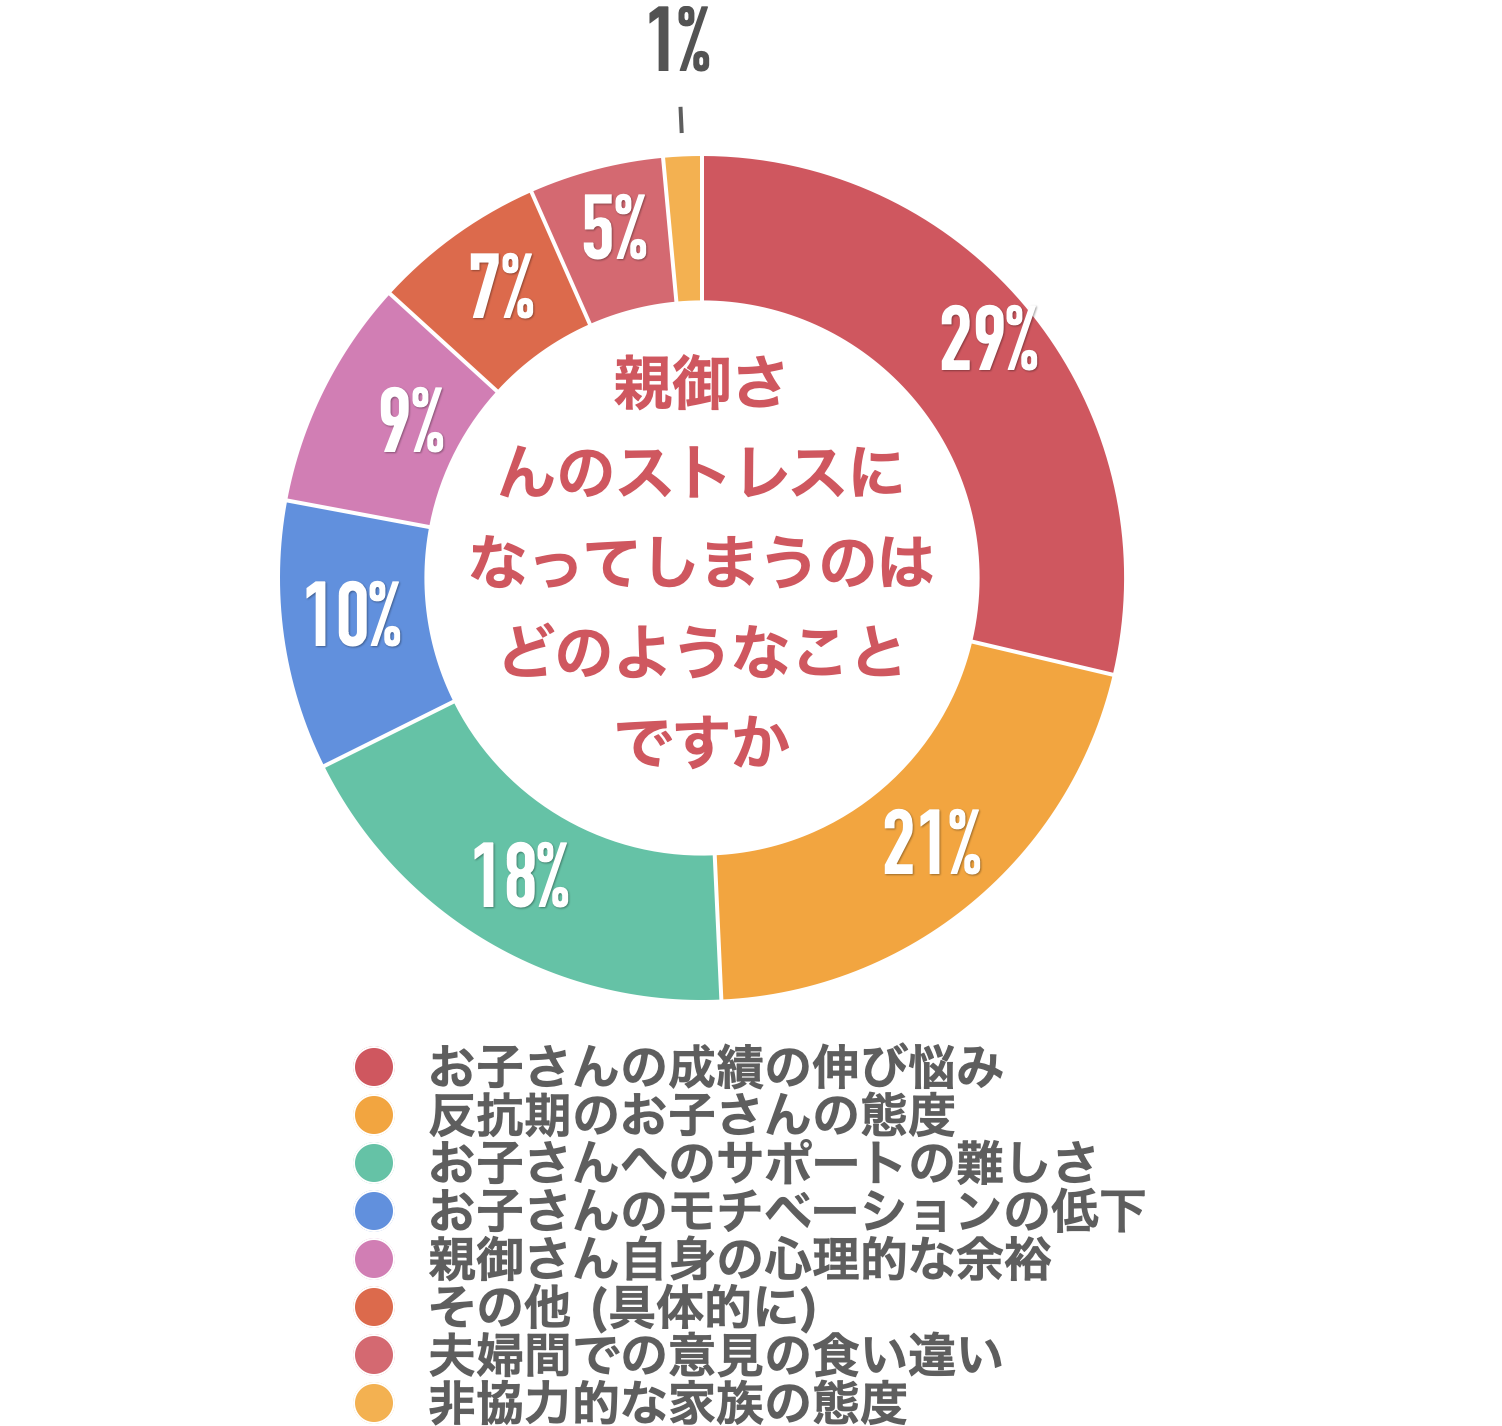 1%
5%
7%
29%
9%
10%
18%
21%
親御さ
んのストレスに
なってしまうのは
どのようなこと
ですか
お子さんの成績の伸び悩み
反抗期のお子さんの態度
お子さんへのサポートの難しさ
お子さんのモチベーションの低下
親御さん自身の心理的な余裕
その他 (具体的に)
夫婦間での意見の食い違い
非協力的な家族の態度